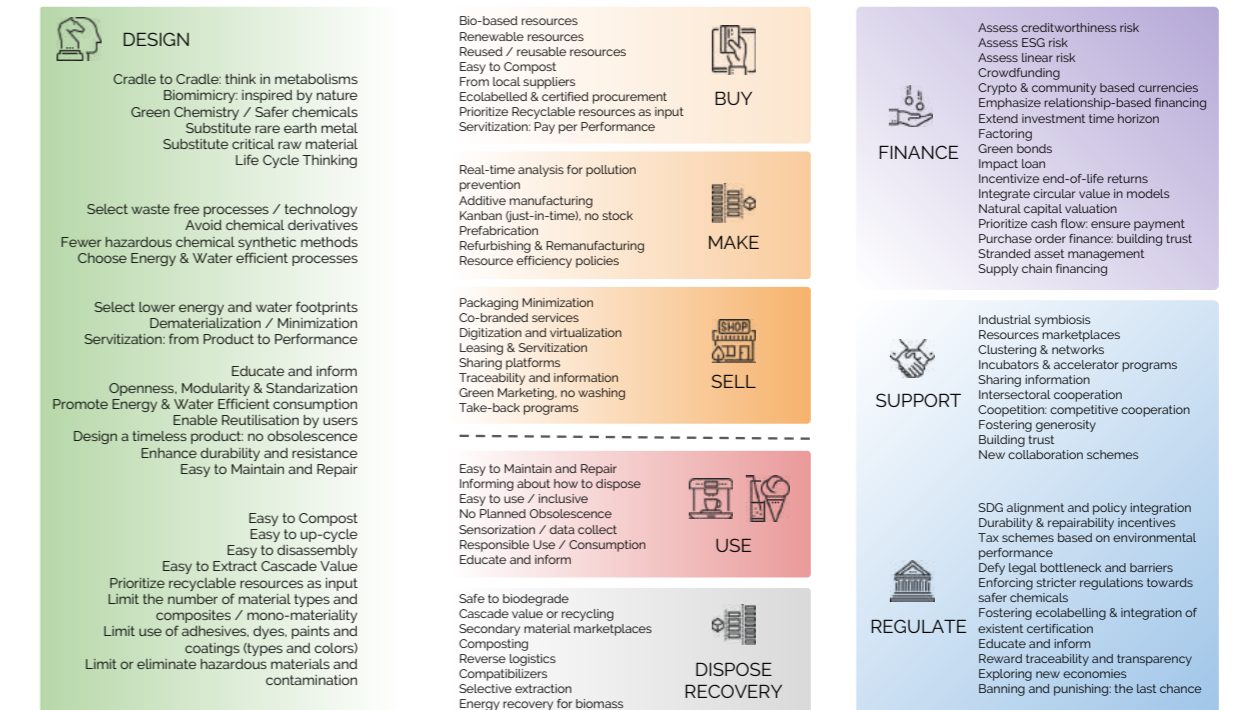 DESIGN
Cradle to Cradle: think in metabolisms
Biomimicry: inspired by nature
Green Chemistry / Safer chemicals
Substitute rare earth metal
Substitute critical raw material
Life Cycle Thinking
Select waste free processes / technology
Avoid chemical derivatives
Fewer hazardous chemical synthetic methods
Choose Energy & Water efficient processes
Select lower energy and water footprints
Dematerialization / Minimization
Servitization: from Product to Performance
Educate and inform
Openness, Modularity & Standarization
Promote Energy & Water Efficient consumption
Enable Reutilisation by users
Design a timeless product: no obsolescence
Enhance durability and resistance
Easy to Maintain and Repair
Easy to Compost
Easy to up-cycle
Easy to disassembly
Easy to Extract Cascade Value
Prioritize recyclable resources as input
Limit the number of material types and
composites / mono-materiality
Limit use of adhesives, dyes, paints and
coatings (types and colors)
Limit or eliminate hazardous materials and
contamination
Bio-based resources
Renewable resources
Reused / reusable resources
Easy to Compost
From local suppliers
Ecolabelled & certified procurement
Prioritize Recyclable resources as input
Servitization: Pay per Performance
BUY
Real-time analysis for pollution
prevention
Additive manufacturing
Kanban (just-in-time), no stock
Prefabrication
Refurbishing & Remanufacturing
Resource efficiency policies
MAKE
Packaging Minimization
Co-branded services
Digitization and virtualization
Leasing & Servitization
Sharing platforms
Traceability and information
Green Marketing, no washing
Take-back programs
SHOP
SELL
Easy to Maintain and Repair
Informing about how to dispose
Easy to use / inclusive
No Planned Obsolescence
Sensorization / data collect
Responsible Use / Consumption
Educate and inform
USE
Safe to biodegrade
Cascade value or recycling
Secondary material marketplaces
Composting
Reverse logistics
Compatibilizers
Selective extraction
Energy recovery for biomass
DISPOSE
RECOVERY
FINANCE
Assess creditworthiness risk
Assess ESG risk
Assess linear risk
Crowdfunding
Crypto & community based currencies
Emphasize relationship-based financing
Extend investment time horizon
Factoring
Green bonds
Impact loan
Incentivize end-of-life returns
Integrate circular value in models
Natural capital valuation
Prioritize cash flow: ensure payment
Purchase order finance: building trust
Stranded asset management
Supply chain financing
SUPPORT
Industrial symbiosis
Resources marketplaces
Clustering & networks
Incubators & accelerator programs
Sharing information
Intersectoral cooperation
Coopetition: competitive cooperation
Fostering generosity
Building trust
New collaboration schemes
REGULATE
SDG alignment and policy integration
Durability & repairability incentives
Tax schemes based on environmental
performance
Defy legal bottleneck and barriers
Enforcing stricter regulations towards
safer chemicals
Fostering ecolabelling & integration of
existent certification
Educate and inform
Reward traceability and transparency
Exploring new economies
Banning and punishing: the last chance